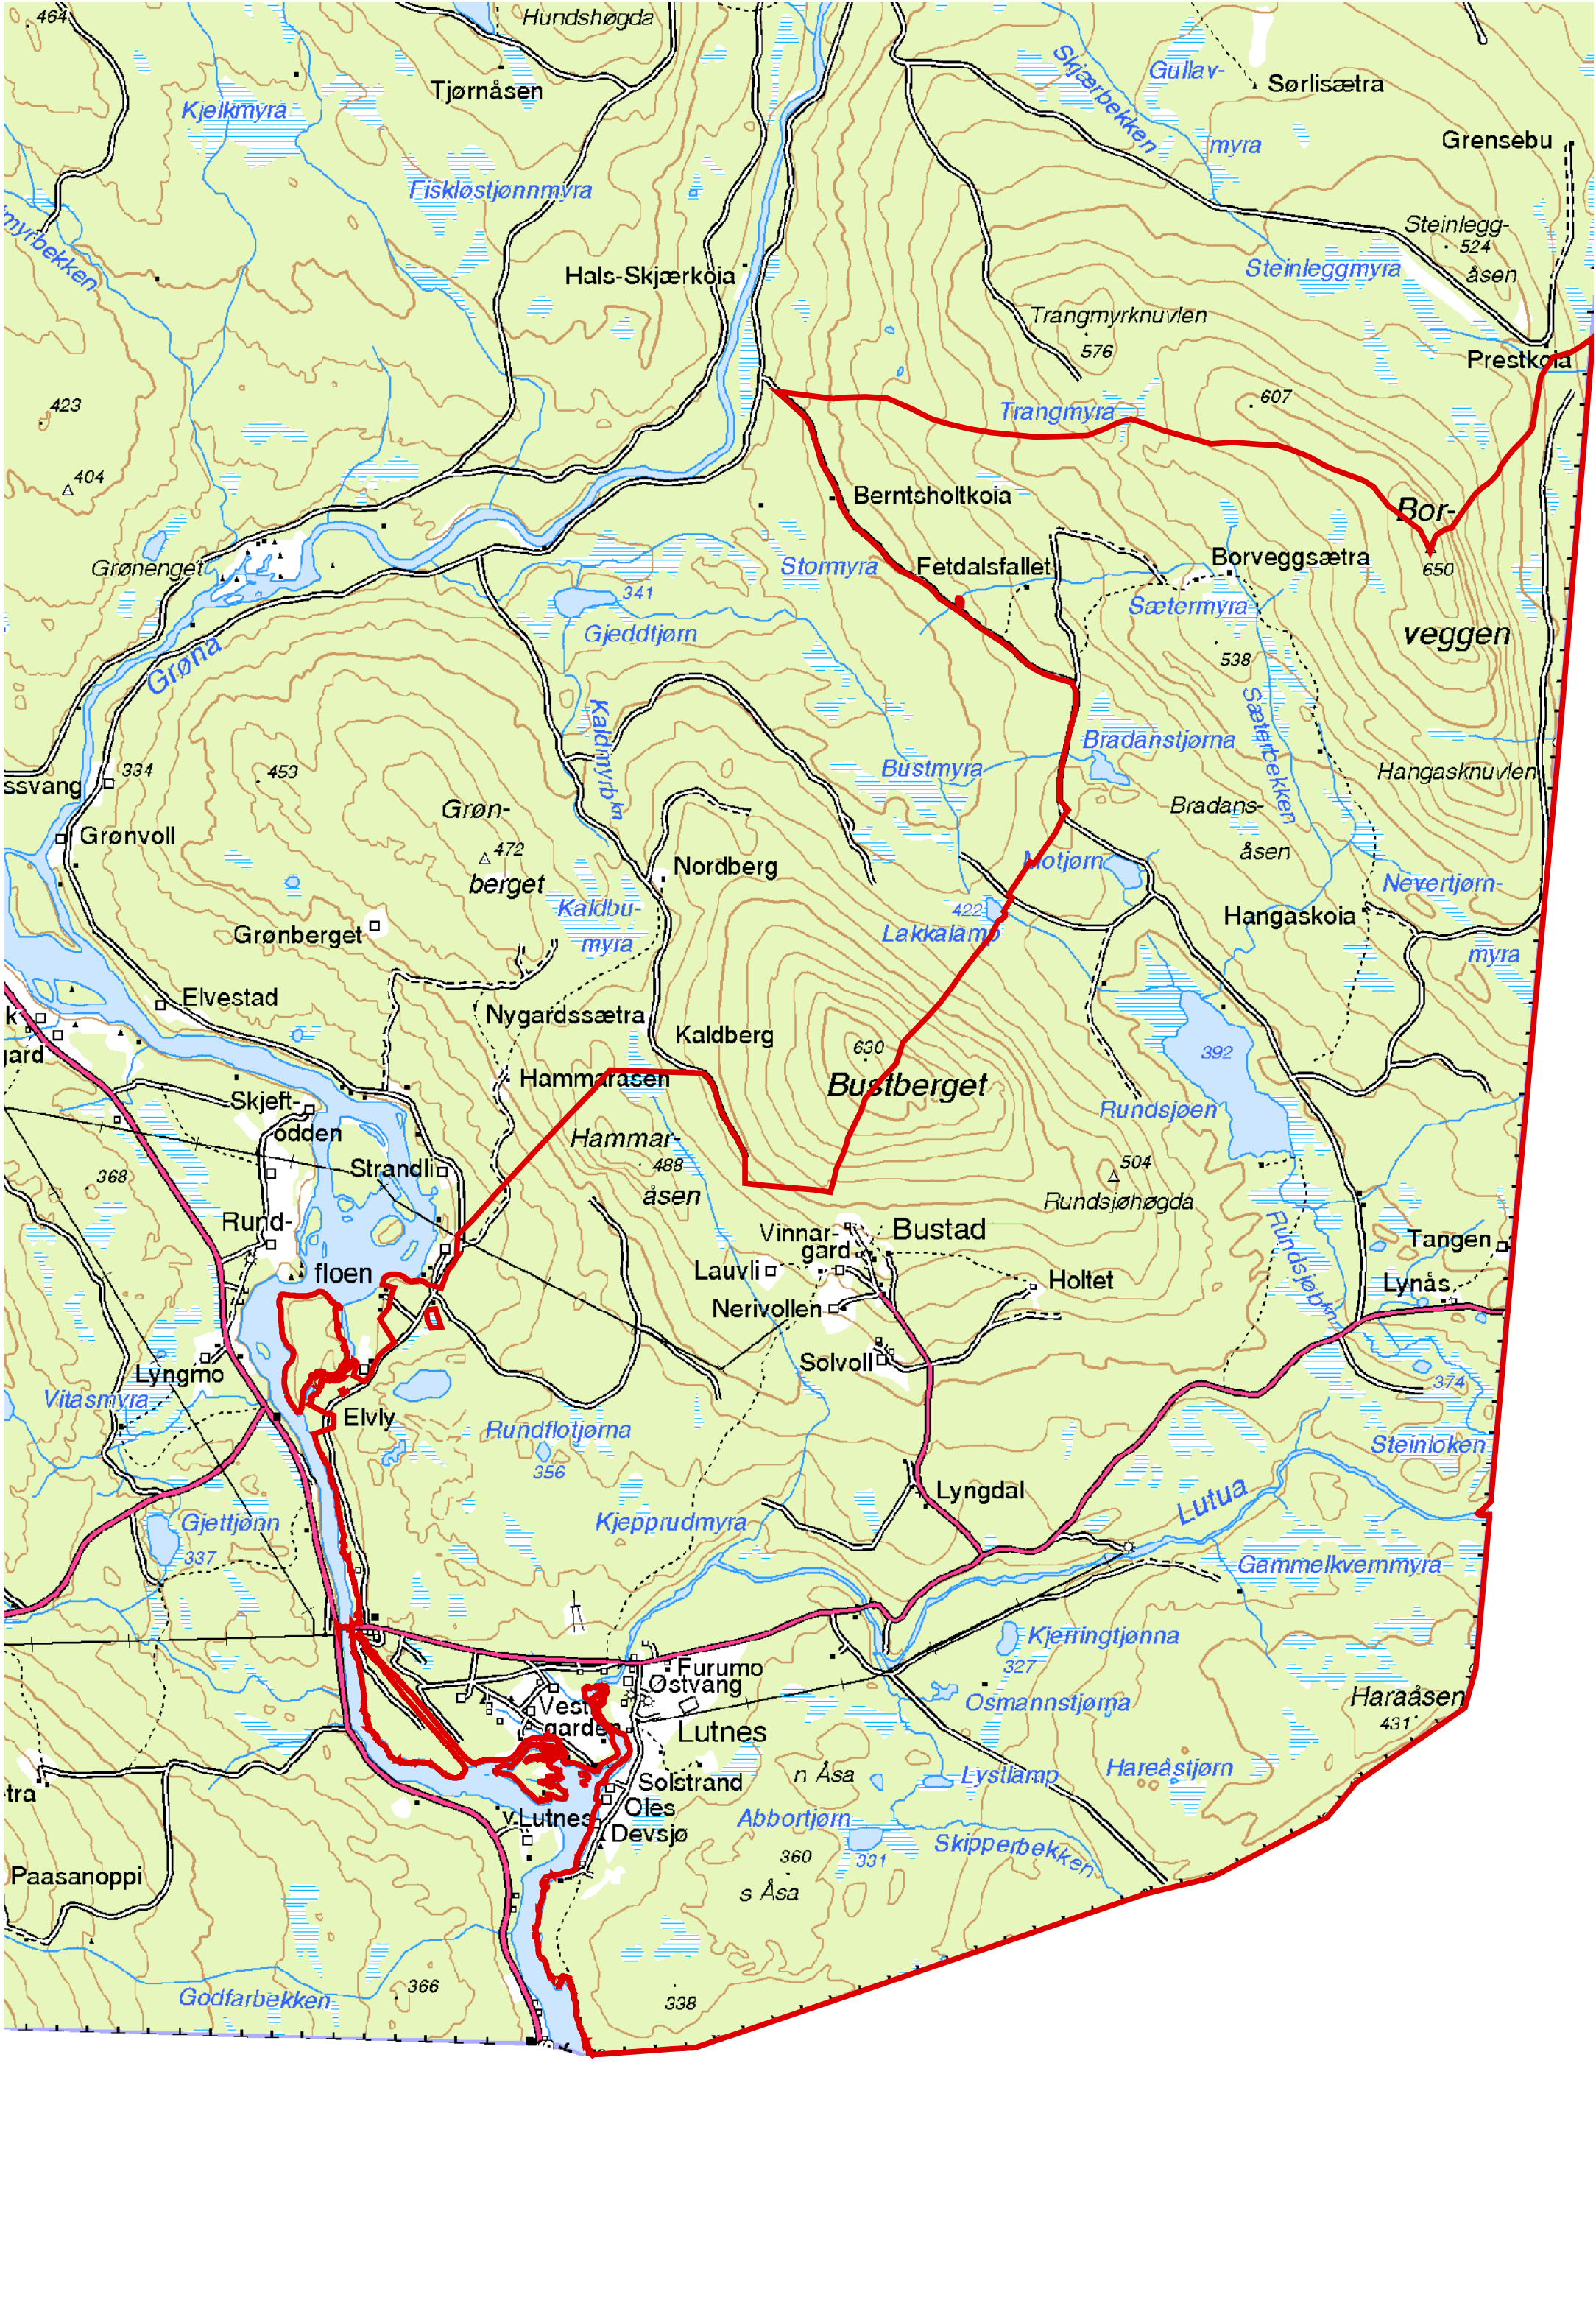 464
Hundshøgda
Tjørnåsen
Kjelkmyra
Skjærbekken
Gullav-
myra
Sørlisætra
Grensebu
Fiskløstjønnmyra
myrbekken
Steinlegg-
524
åsen
Hals-Skjærkoia
Steinleggmyra
Trangmyrknuvlen
576
Prestkoia
423
607
Trangmyra
404
Berntsholtkoia
Bor-
veggen
650
Grønenget
Stormyra
Fetdalsfallet
Borveggsætra
341
Sætermyra
Gjeddtjørn
538
Grøna
Kaldmyrbkn
Sæterbekken
Bradanstjørna
ssvang
334
453
Bustmyra
Hangasknuvlen
Grøn-
berget
472
Bradans-
åsen
Grønvoll
Nordberg
Motjørn
Kaldbu-
myra
422
Lakkalamp
Nevertjørn-
myra
Hangaskoia
Grønberget
Elvestad
Nygardssætra
k
gard
Kaldberg
630
Bustberget
392
Hammarasen
Skjeft-
odden
Rundsjøen
Hammar-
488
åsen
Strandli
368
504
Rundsjøhøgda
Rund-
floen
Vinnar-
gard
Bustad
Rundsjøbkn
Tangen
Lauvli
Holtet
Lynås
Nerivollen
Lyngmo
Solvoll
374
Vitasmyra
Elvly
Rundflotjørna
356
Steinloken
Lyngdal
Lutua
Gjettjønn
337
Kjepprudmyra
Gammelkvernmyra
Kjerringtjønna
327
Furumo
Østvang
Osmannstjørna
Haraåsen
431
Vest-
garden
Lutnes
Lystlamp
Hareåstjørn
n Åsa
Solstrand
tra
v.Lutnes
Oles
Devsjø
Abbortjørn
331
Skipperbekken
360
s Åsa
Paasanoppi
366
Godfarbekken
338